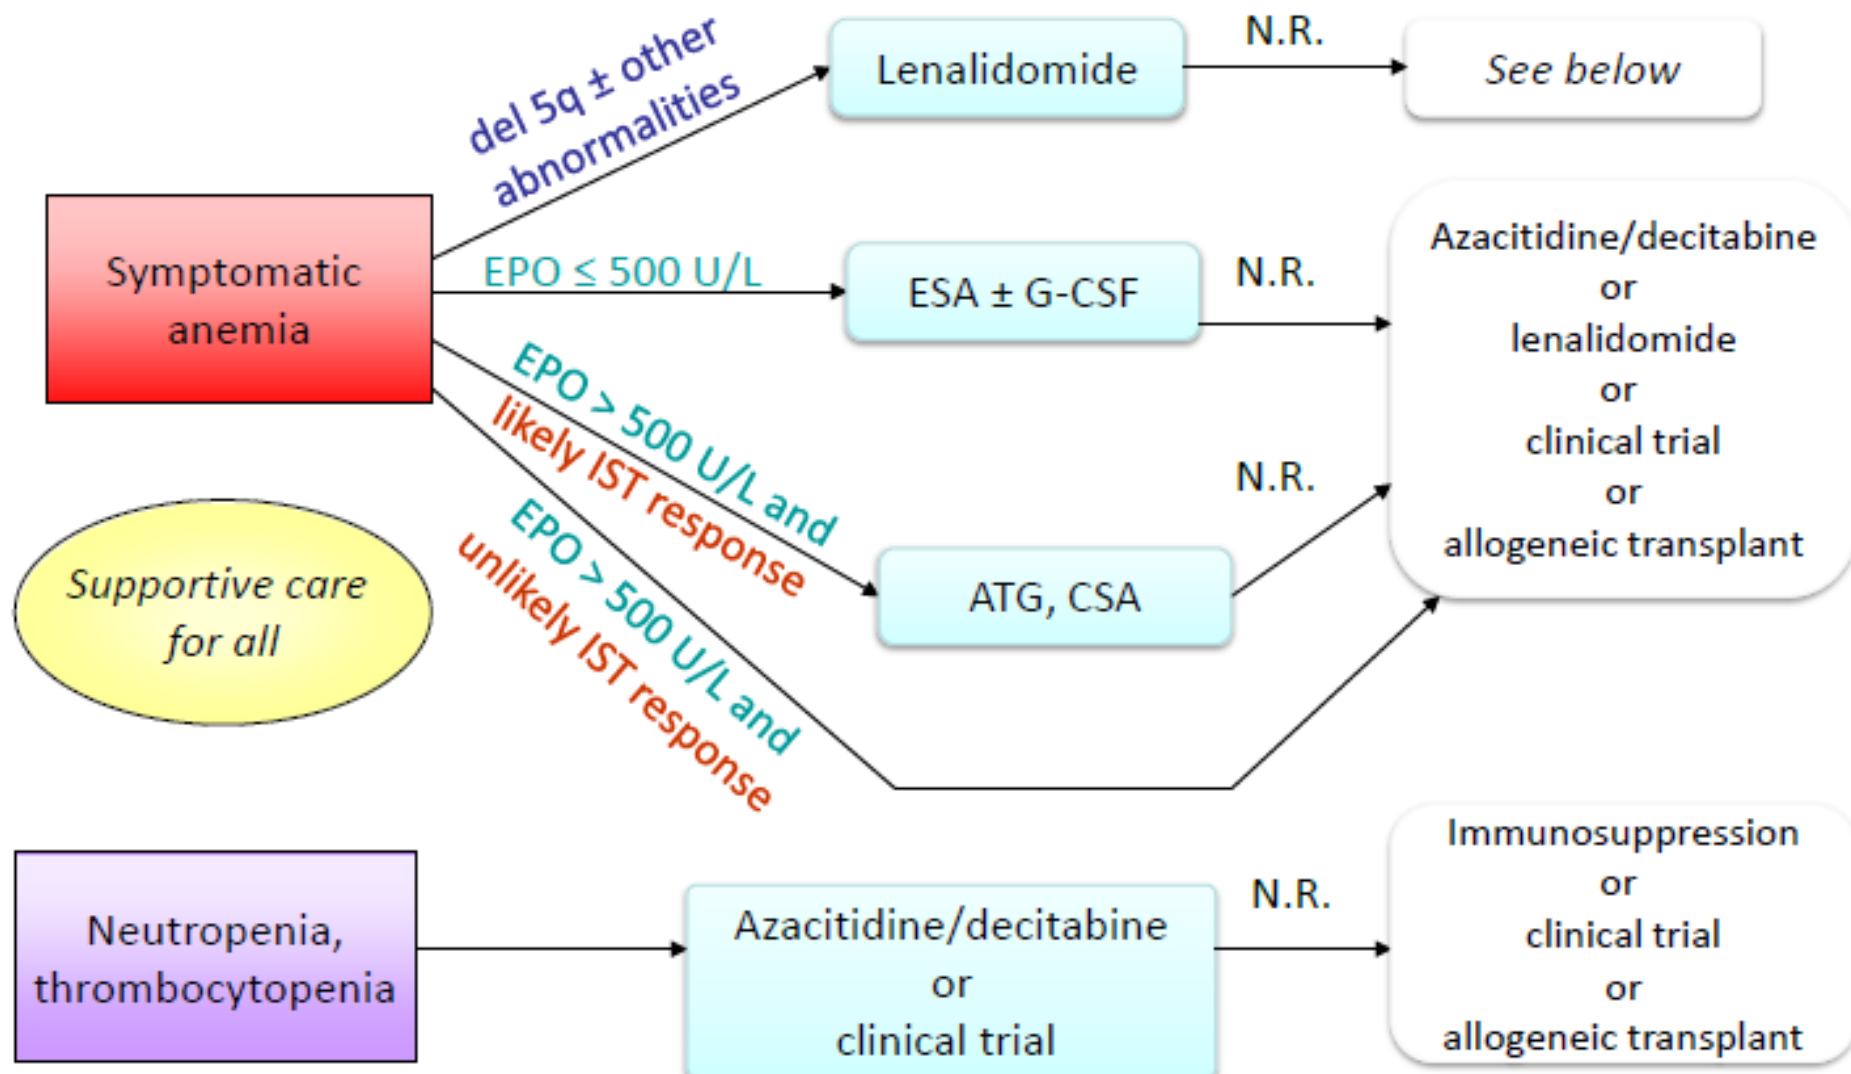 del 5q ± other
abnormalities
Lenalidomide
N.R.
See below
Symptomatic
anemia
EPO ≤ 500 U/L
ESA ± G-CSF
N.R.
Azacitidine/decitabine
or
lenalidomide
or
clinical trial
or
allogeneic transplant
EPO > 500 U/L and
likely IST response
ATG, CSA
N.R.
EPO > 500 U/L and
unlikely IST response
Supportive care
for all
Neutropenia,
thrombocytopenia
Azacitidine/decitabine
or
clinical trial
N.R.
Immunosuppression
or
clinical trial
or
allogeneic transplant